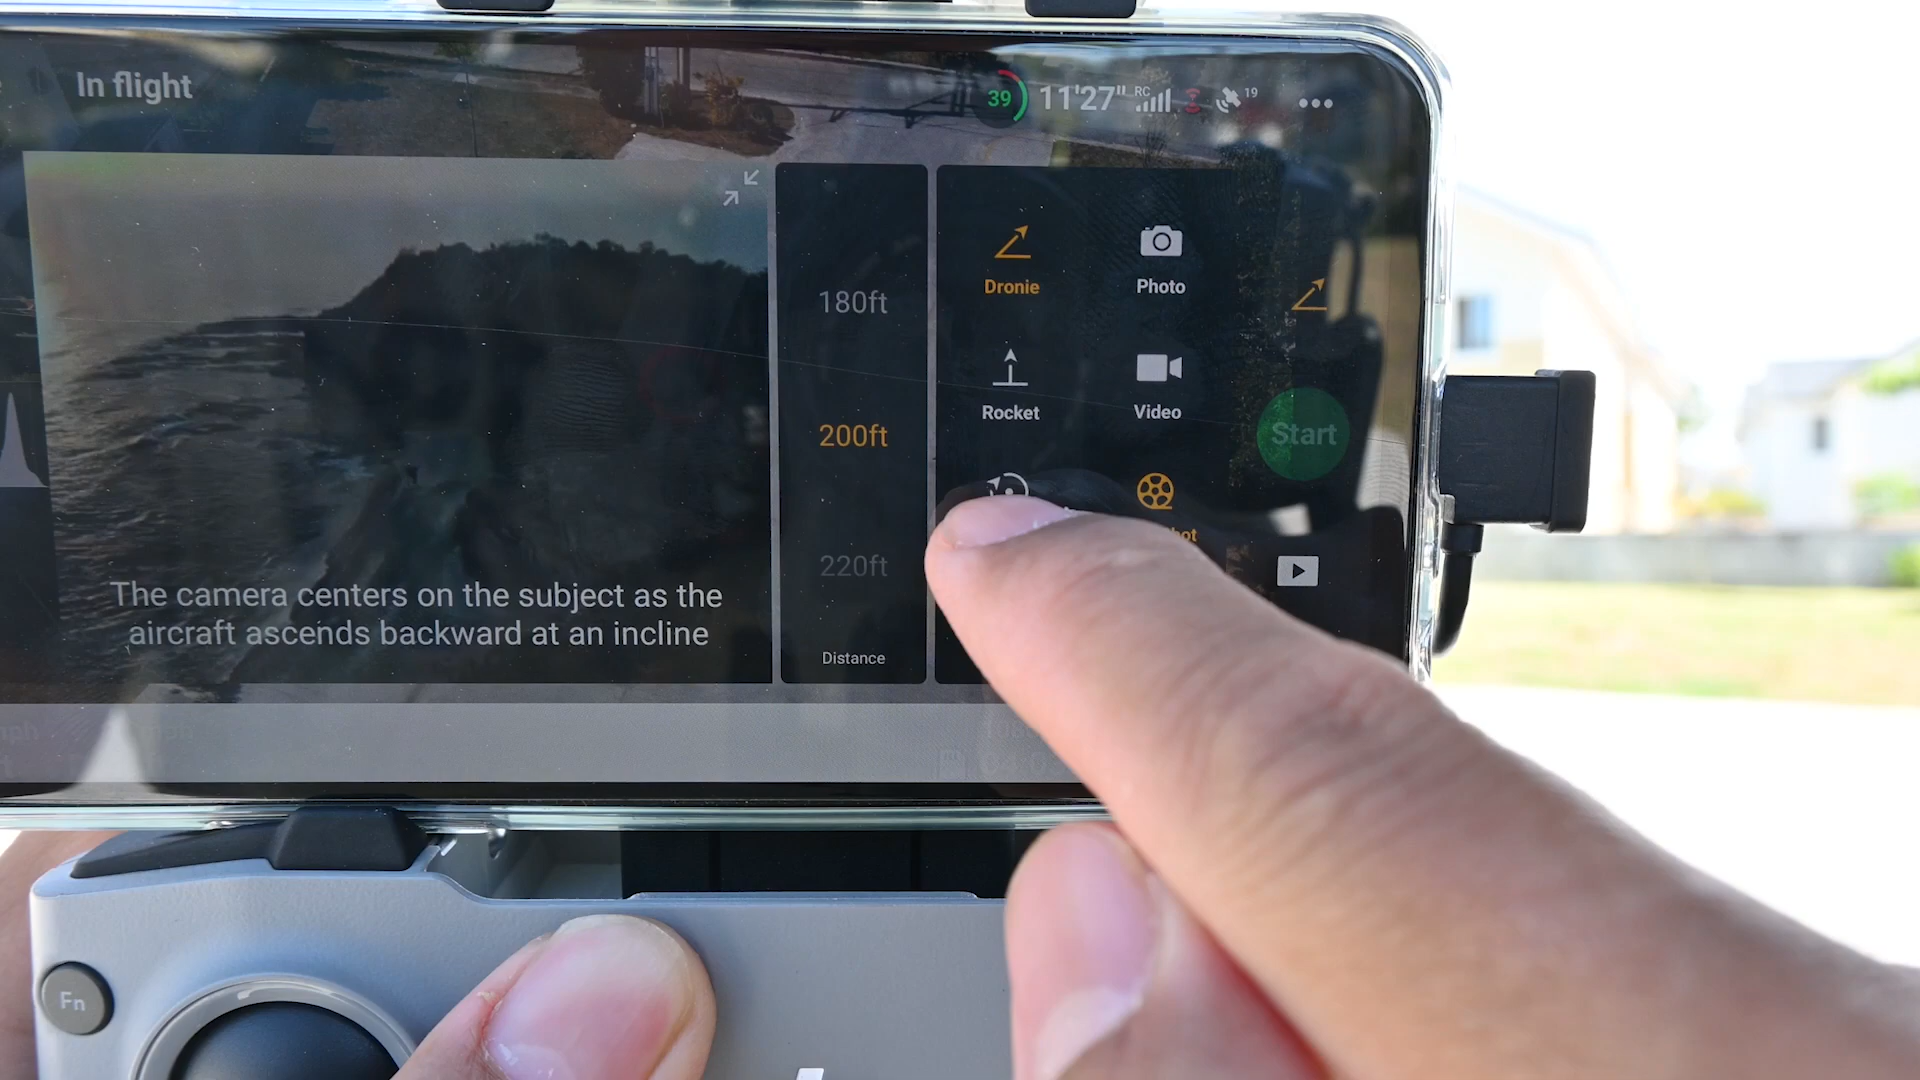 In flight
39
11'27"
RC
19
180ft
200ft
220ft
Distance
Dronie
Photo
Rocket
Video
Start
The camera centers on the subject as the
aircraft ascends backward at an incline
Fn